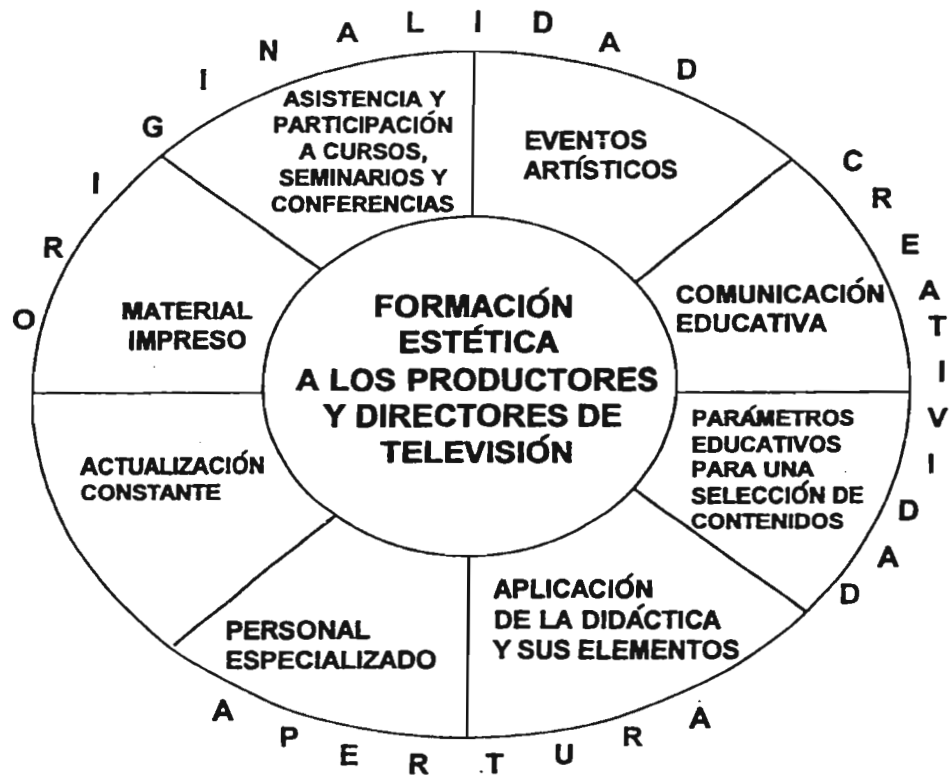 ORIGINALIDAD
CREATIVIDAD
APERTURA
ASISTENCIA Y
PARTICIPACIÓN
A CURSOS,
SEMINARIOS Y
CONFERENCIAS
EVENTOS
ARTÍSTICOS
COMUNICACIÓN
EDUCATIVA
PARÁMETROS
EDUCATIVOS
PARA UNA
SELECCIÓN DE
CONTENIDOS
APLICACIÓN
DE LA DIDÁCTICA
Y SUS ELEMENTOS
PERSONAL
ESPECIALIZADO
ACTUALIZACIÓN
CONSTANTE
MATERIAL
IMPRESO
FORMACIÓN
ESTÉTICA
A LOS PRODUCTORES
Y DIRECTORES DE
TELEVISIÓN